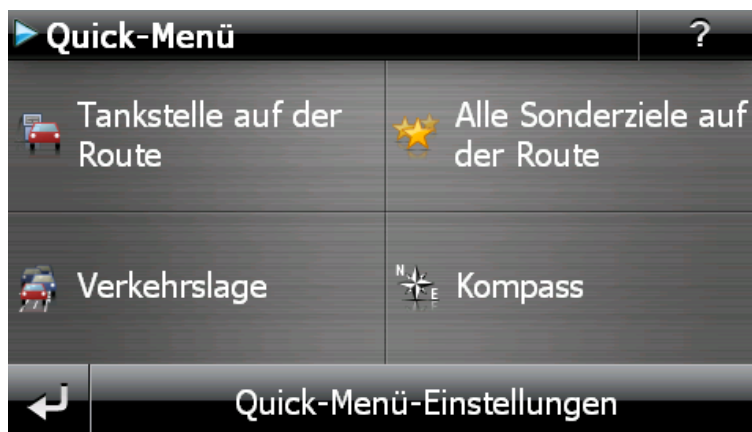 Quick-Menü
?
Tankstelle auf der
Route
Alle Sonderziele auf
der Route
Verkehrslage
N
E
Kompass
Quick-Menü-Einstellungen